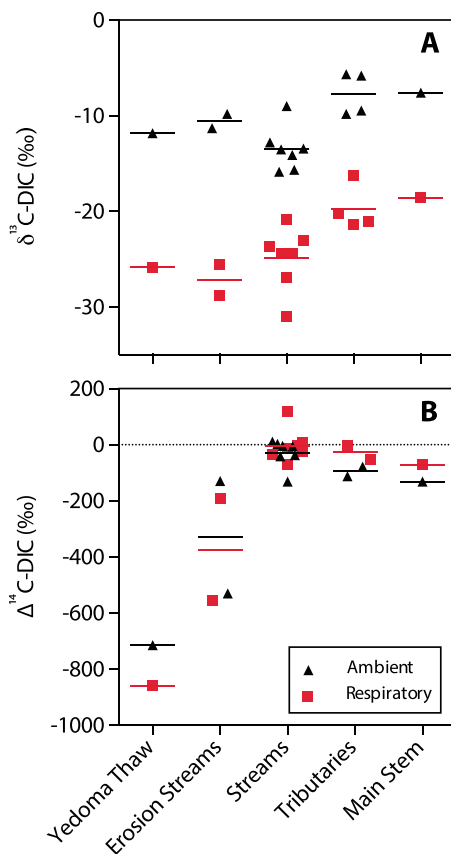 A
0
-10
-20
-30
δ¹³C-DIC (‰)
B
200
0
-200
-400
-600
-800
-1000
Δ¹⁴C-DIC (‰)
Ambient
Respiratory
Yedoma Thaw
Erosion Streams
Streams
Tributaries
Main Stem